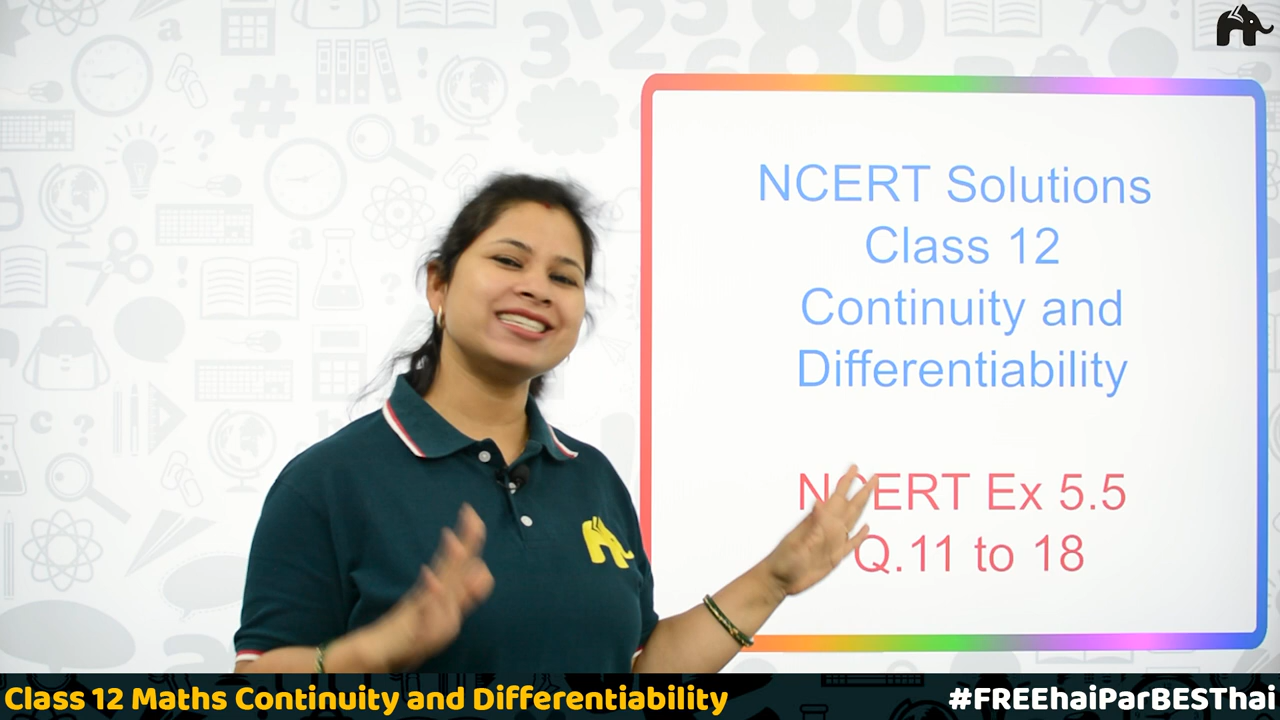 NCERT Solutions
Class 12
Continuity and
Differentiability
NCERT Ex 5.5
Q.11 to 18
Class 12 Maths Continuity and Differentiability
#FREEhaiParBESThai